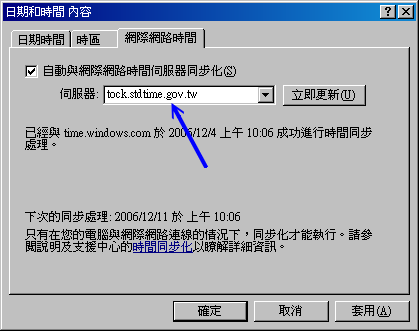 日期和時間 內容
日期時間 時區 網際網路時間
自動與網際網路時間伺服器同步化(S)
伺服器: tock.stdtime.gov.tw 立即更新(U)
已經與 time.windows.com 於 2006/12/4 上午 10:06 成功進行時間同步
處理。
下次的同步處理: 2006/12/11 於 上午 10:06
只有在您的電腦與網際網路連線的情況下，同步化才能執行。請參
閱說明及支援中心的時間同步化以瞭解詳細資訊。
確定 取消 套用(A)